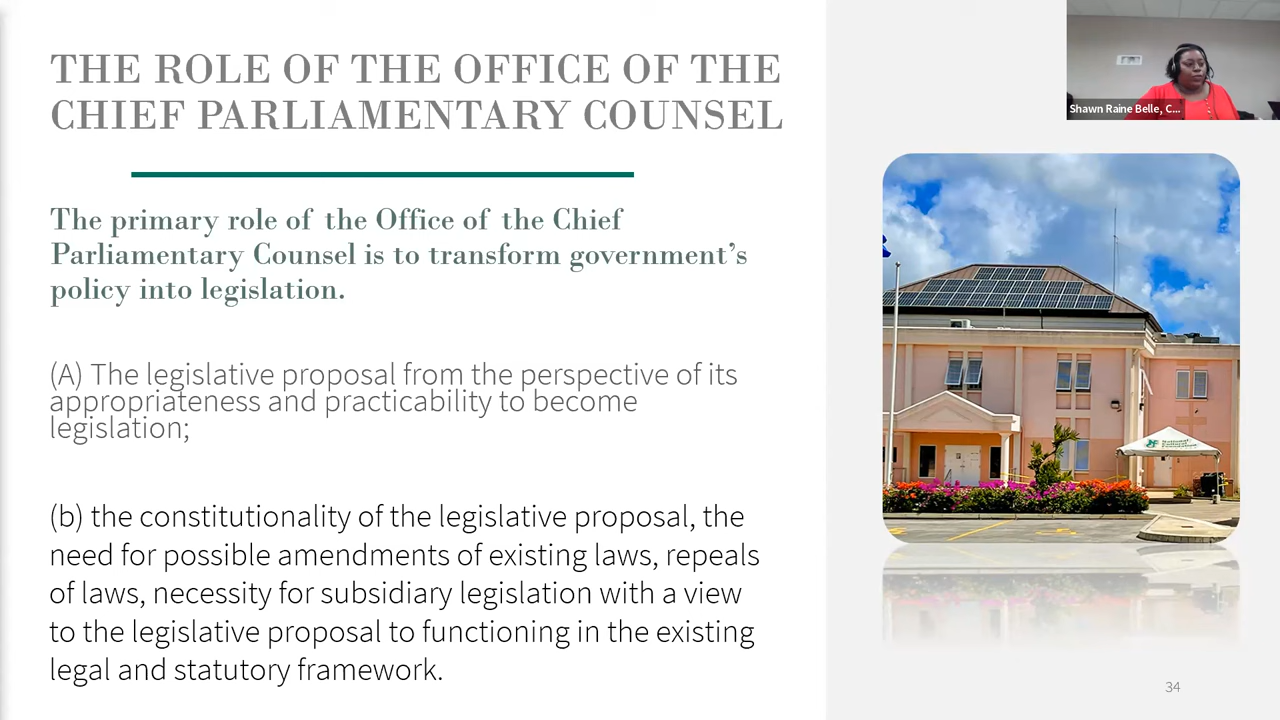 THE ROLE OF THE OFFICE OF THE
CHIEF PARLIAMENTARY COUNSEL
The primary role of the Office of the Chief
Parliamentary Counsel is to transform government's
policy into legislation.
(A) The legislative proposal from the perspective of its
appropriateness and practicability to become
legislation;
(b) the constitutionality of the legislative proposal, the
need for possible amendments of existing laws, repeals
of laws, necessity for subsidiary legislation with a view
to the legislative proposal to functioning in the existing
legal and statutory framework.
Shawn Raine Belle, C...
National
Cultural
Foundation
34